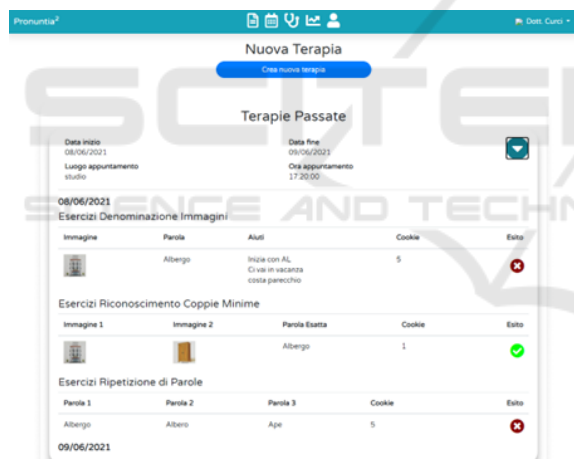 Pronuntia²
Dott. Curci
Nuova Terapia
Crea nuova terapia
Terapie Passate
Data inizio Data fine
08/06/2021 09/06/2021
Luogo appuntamento Ora appuntamento
studio 17:20:00
08/06/2021
Esercizi Denominazione Immagini
Immagine Parola Aiuti Cookie Esito
Albergo Inizia con AL 5
Ci vai in vacanza
costa parecchio
Esercizi Riconoscimento Coppie Minime
Immagine 1 Immagine 2 Parola Esatta Cookie Esito
Albergo 1
Esercizi Ripetizione di Parole
Parola 1 Parola 2 Parola 3 Cookie Esito
Albergo Albero Ape 5
09/06/2021
SCITE
SCIENCE AND TECHN